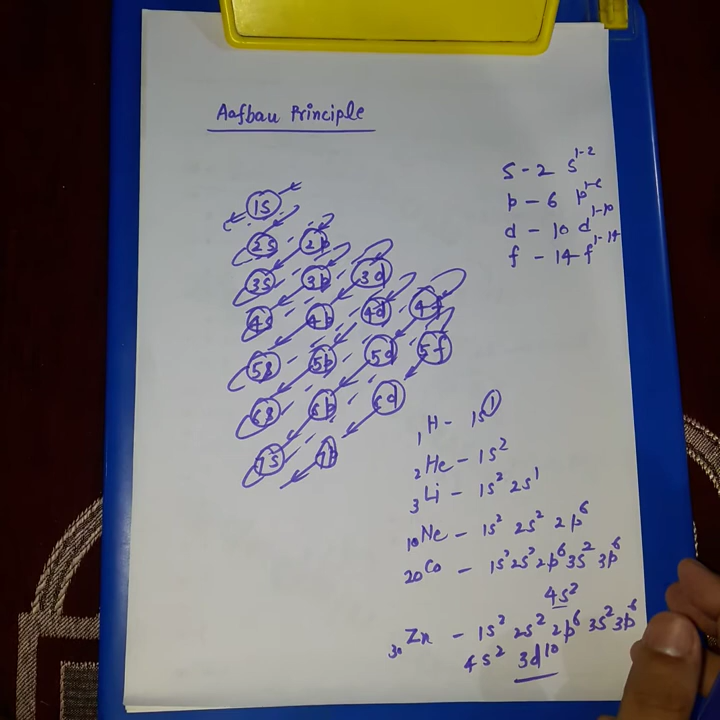 Aafbau Principle
1s
2s 2p
3s 3p 3d
4s 4p 4d 4f
5s 5p 5d 5f
6s 6p 6d
7s 7p
s - 2 s¹⁻²
p - 6 p¹⁻⁶
d - 10 d¹⁻¹⁰
f - 14 f¹⁻¹⁴
₁H - 1s¹
₂He - 1s²
₃Li - 1s² 2s¹
₁₀Ne - 1s² 2s² 2p⁶
₂₀Ca - 1s² 2s² 2p⁶ 3s² 3p⁶
4s²
₃₀Zn - 1s² 2s² 2p⁶ 3s² 3p⁶
4s² 3d¹⁰